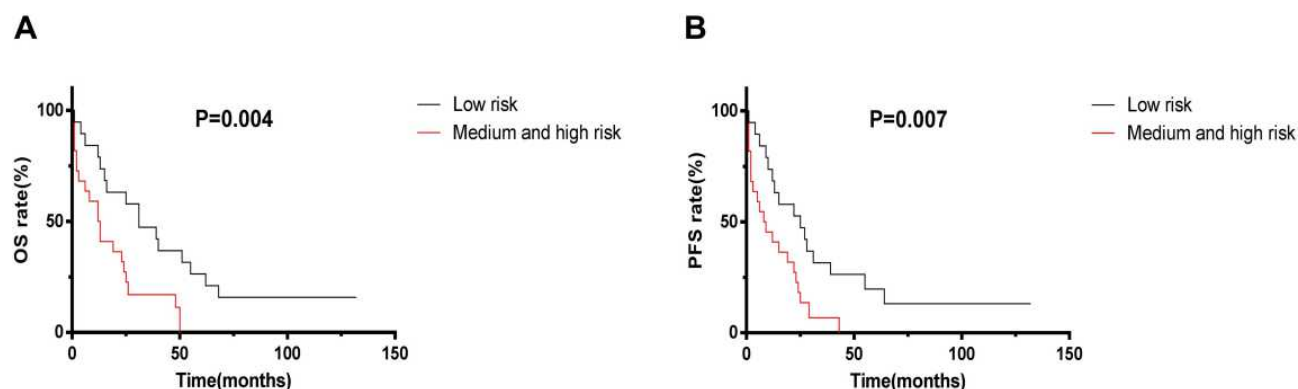 A
P=0.004
Low risk
Medium and high risk
100
50
0
OS rate(%)
0
50
100
150
Time(months)
B
P=0.007
Low risk
Medium and high risk
100
50
0
PFS rate(%)
0
50
100
150
Time(months)